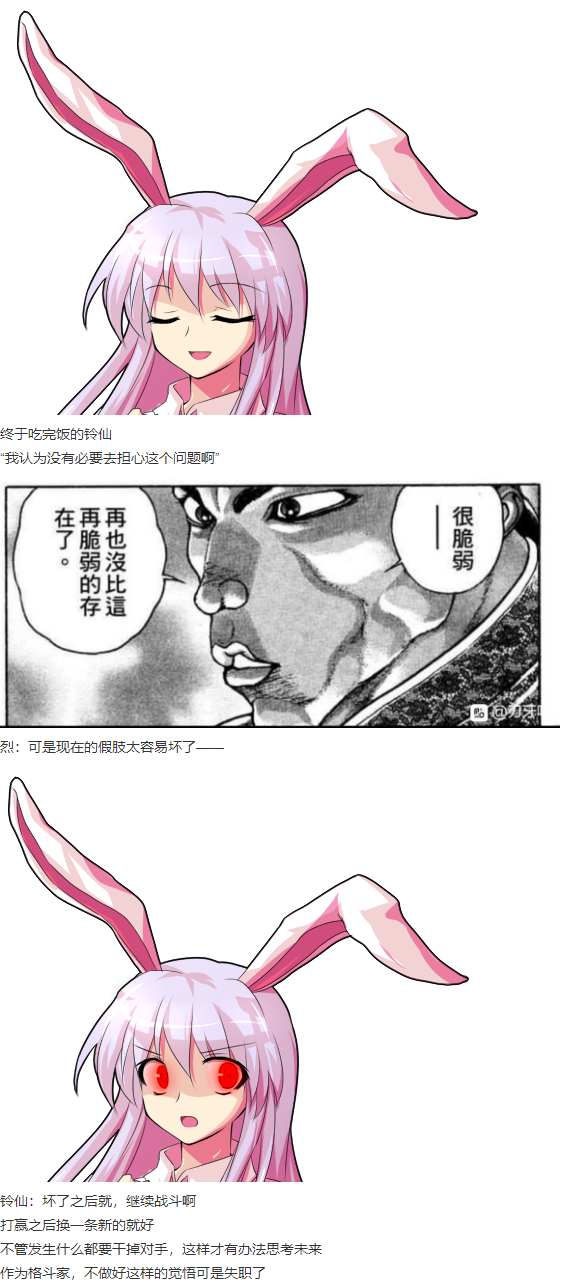 终于吃完饭的铃仙
“我认为没有必要去担心这个问题啊”
很脆弱
——
再也沒比這
再脆弱的存
在了。
烈：可是现在的假肢太容易坏了——
铃仙：坏了之后就，继续战斗啊
打赢之后换一条新的就好
不管发生什么都要干掉对手，这样才有办法思考未来
作为格斗家，不做好这样的觉悟可是失职了